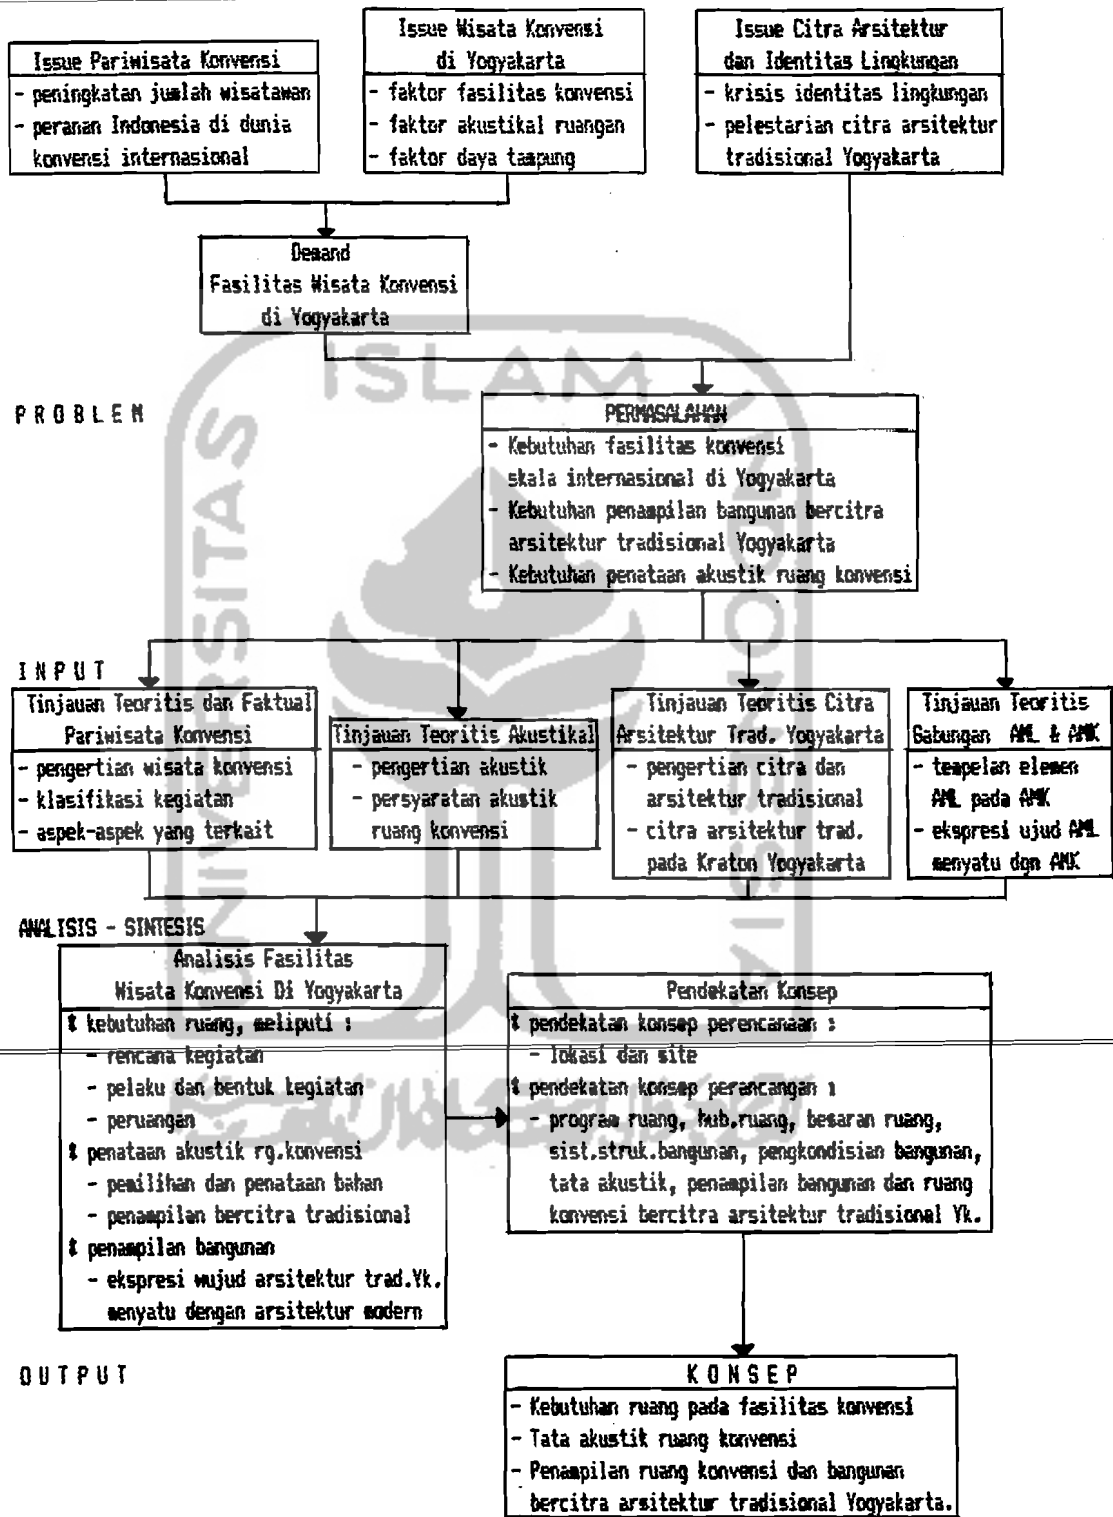 Issue Pariwisata Konvensi
- peningkatan jumlah wisatawan
- peranan Indonesia di dunia
konvensi internasional
Issue Wisata Konvensi
di Yogyakarta
- faktor fasilitas konvensi
- faktor akustikal ruangan
- faktor daya tampung
Issue Citra Arsitektur
dan Identitas Lingkungan
- krisis identitas lingkungan
- pelestarian citra arsitektur
tradisional Yogyakarta
Demand
Fasilitas Wisata Konvensi
di Yogyakarta
PROBLEM
PERMASALAHAN
- Kebutuhan fasilitas konvensi
skala internasional di Yogyakarta
- Kebutuhan penampilan bangunan bercitra
arsitektur tradisional Yogyakarta
- Kebutuhan penataan akustik ruang konvensi
INPUT
Tinjauan Teoritis dan Faktual
Pariwisata Konvensi
- pengertian wisata konvensi
- klasifikasi kegiatan
- aspek-aspek yang terkait
Tinjauan Teoritis Akustikal
- pengertian akustik
- persyaratan akustik
ruang konvensi
Tinjauan Teoritis Citra
Arsitektur Trad. Yogyakarta
- pengertian citra dan
arsitektur tradisional
- citra arsitektur trad.
pada Kraton Yogyakarta
Tinjauan Teoritis
Gabungan AML & AMK
- tempelan elemen
AML pada AMK
- ekspresi ujud AML
menyatu dgn AMK
ANALISIS - SINTESIS
Analisis Fasilitas
Wisata Konvensi Di Yogyakarta
* kebutuhan ruang, meliputi :
- rencana kegiatan
- pelaku dan bentuk kegiatan
- peruangan
* penataan akustik rg.konvensi
- pemilihan dan penataan bahan
- penampilan bercitra tradisional
* penampilan bangunan
- ekspresi wujud arsitektur trad.Yk.
menyatu dengan arsitektur modern
Pendekatan Konsep
* pendekatan konsep perencanaan :
- lokasi dan site
* pendekatan konsep perancangan :
- program ruang, hub.ruang, besaran ruang,
sist.struk.bangunan, pengkondisian bangunan,
tata akustik, penampilan bangunan dan ruang
konvensi bercitra arsitektur tradisional Yk.
OUTPUT
KONSEP
- Kebutuhan ruang pada fasilitas konvensi
- Tata akustik ruang konvensi
- Penampilan ruang konvensi dan bangunan
bercitra arsitektur tradisional Yogyakarta.
UNIVERSITAS
ISLAM
INDONESIA